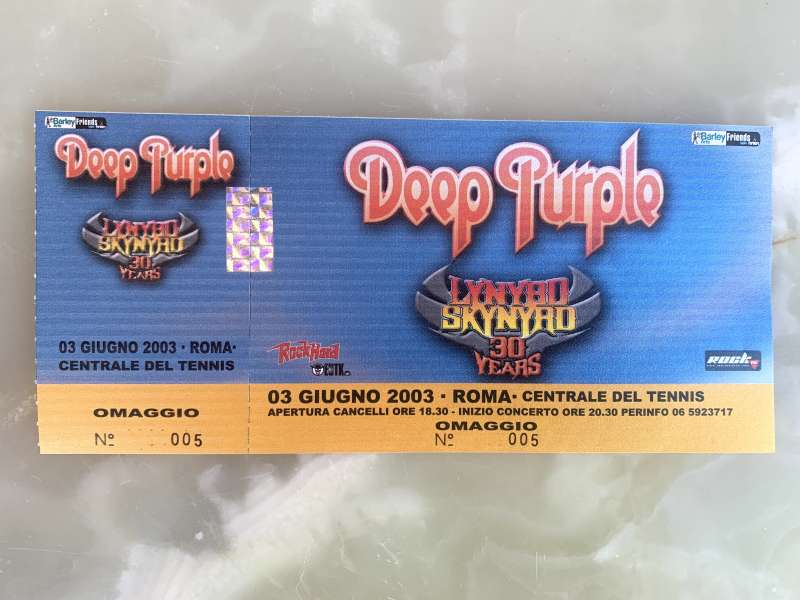 Barley Arts Friends
Deep Purple
LYNYRD
SKYNYRD
30
YEARS
03 GIUGNO 2003 · ROMA·
CENTRALE DEL TENNIS
OMAGGIO
Nº 005
Barley Arts Friends
Deep Purple
LYNYRD
SKYNYRD
30
YEARS
RockHard
ROCK
03 GIUGNO 2003 · ROMA· CENTRALE DEL TENNIS
APERTURA CANCELLI ORE 18.30 - INIZIO CONCERTO ORE 20.30 PERINFO 06 5923717
OMAGGIO
Nº 005